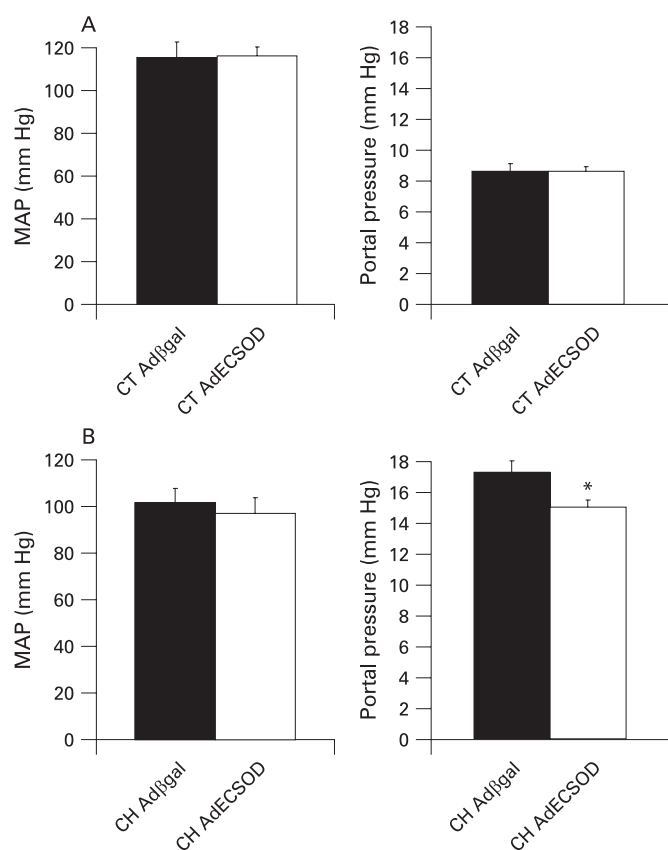 A
MAP (mm Hg)
120
100
80
60
40
20
0
CT Adβgal
CT AdECSOD
Portal pressure (mm Hg)
18
16
14
12
10
8
6
4
2
0
CT Adβgal
CT AdECSOD
B
MAP (mm Hg)
120
100
80
60
40
20
0
CH Adβgal
CH AdECSOD
Portal pressure (mm Hg)
18
16
14
12
10
8
6
4
2
0
*
CH Adβgal
CH AdECSOD